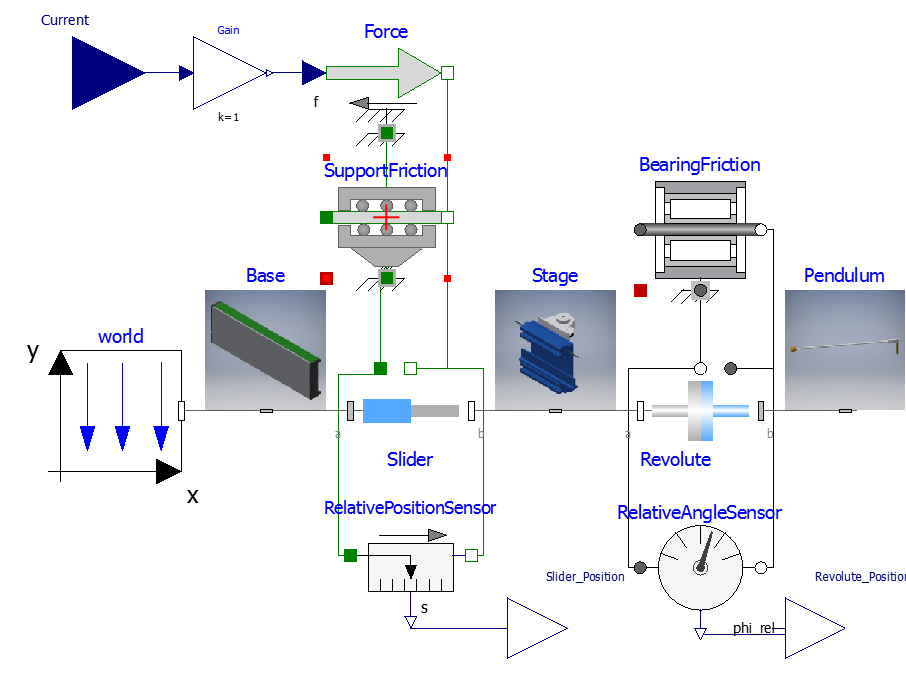 Current
Gain
Force
f
k=1
SupportFriction
BearingFriction
Base
Stage
Pendulum
world
y
a
b
a
b
Slider
Revolute
x
RelativePositionSensor
RelativeAngleSensor
Slider_Position
Revolute_Position
s
phi_rel